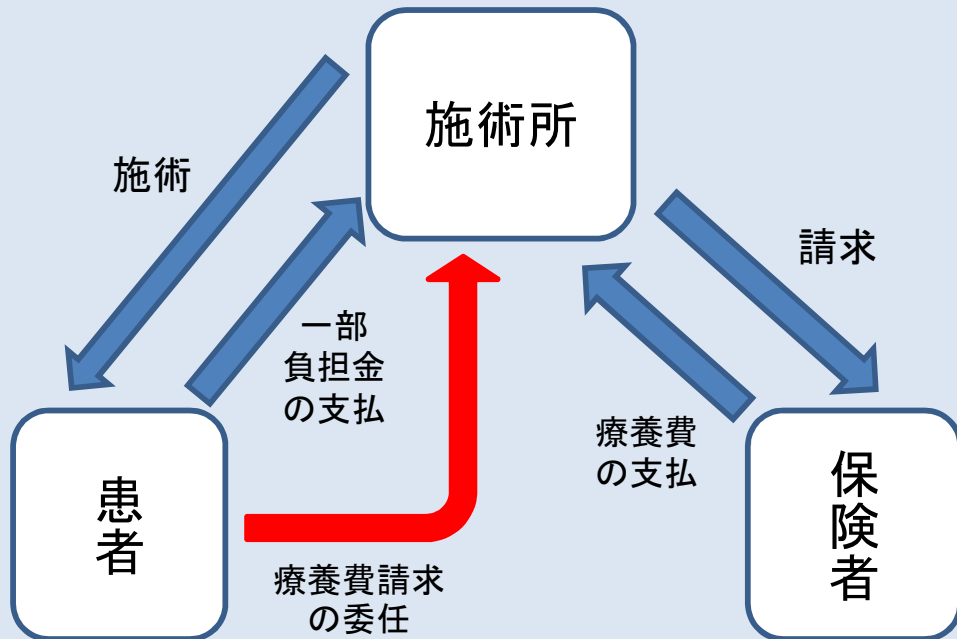 施術所
施術
請求
一部
負担金
の支払
療養費
の支払
患者
保険者
療養費請求
の委任